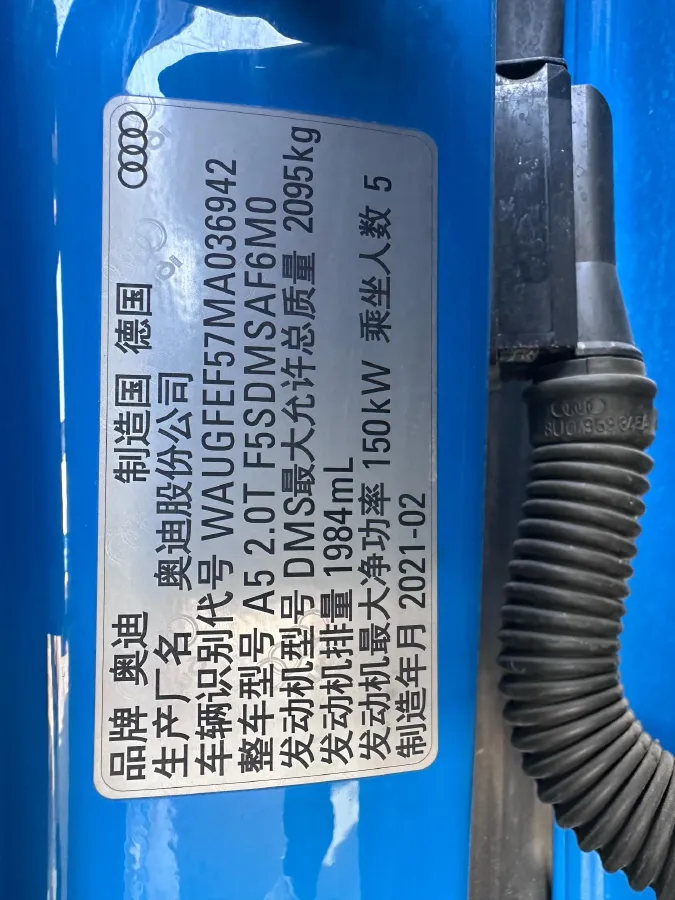 品牌 奥迪 制造国 德国
生产厂名 奥迪股份公司
车辆识别代号 WAUGFEF57MA036942
整车型号 A5 2.0T F5SDMSAF6M0
发动机型号 DMS最大允许总质量 2095kg
发动机排量 1984mL
发动机最大净功率 150kW 乘坐人数 5
制造年月 2021-02